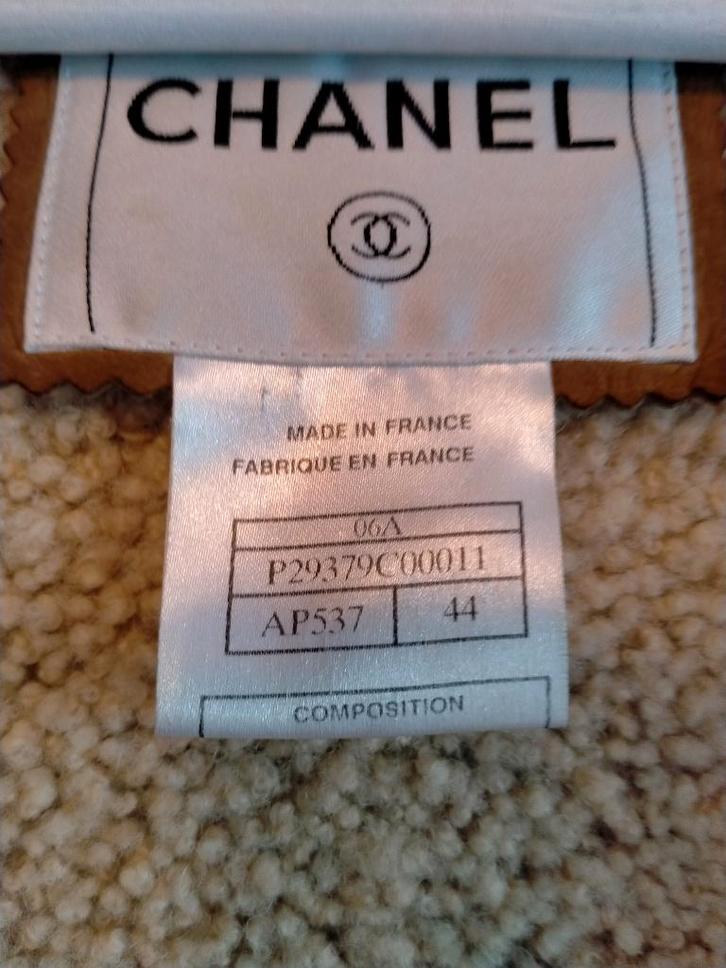 CHANEL
MADE IN FRANCE
FABRIQUE EN FRANCE
06A
P29379C00011
AP537 44
COMPOSITION